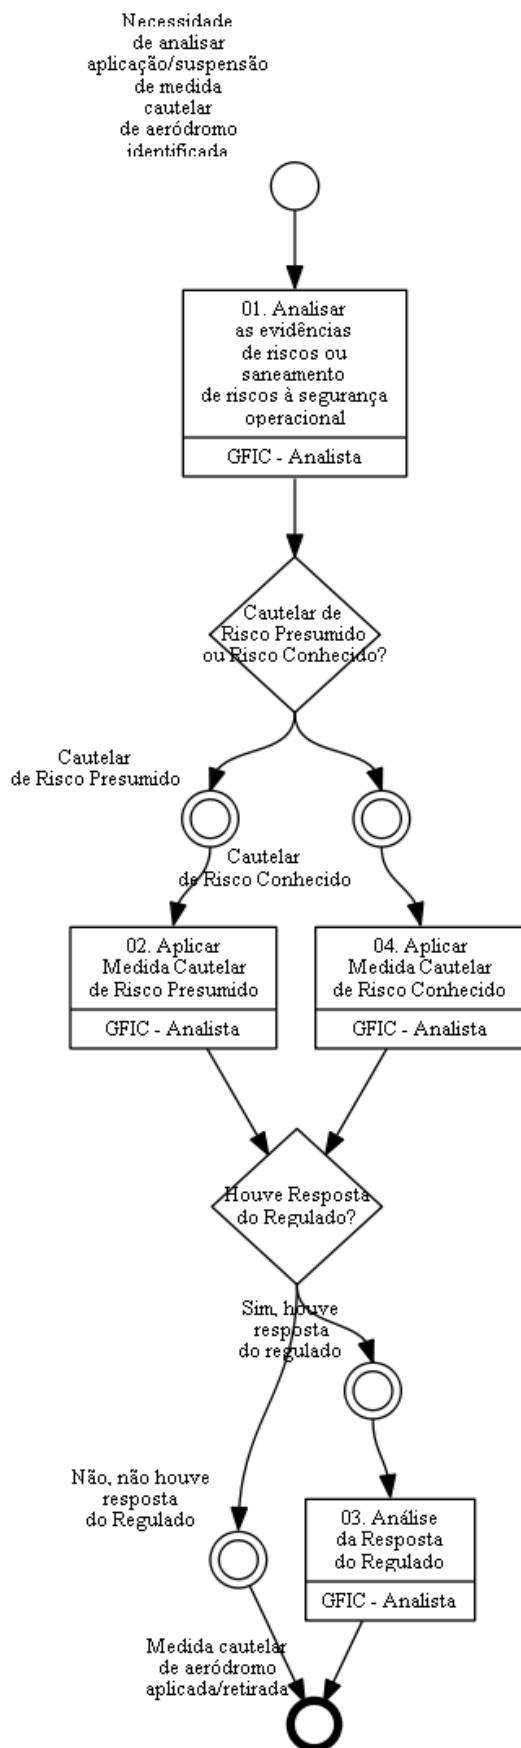 Necessidade
de analisar
aplicação/suspensão
de medida
cautelar
de aeródromo
identificada
01. Analisar
as evidências
de riscos ou
saneamento
de riscos à segurança
operacional
GFIC - Analista
Cautelar de
Risco Presumido
ou Risco Conhecido?
Cautelar
de Risco Presumido
Cautelar
de Risco Conhecido
02. Aplicar
Medida Cautelar
de Risco Presumido
GFIC - Analista
04. Aplicar
Medida Cautelar
de Risco Conhecido
GFIC - Analista
Houve Resposta
do Regulado?
Sim, houve
resposta
do regulado
Não, não houve
resposta
do Regulado
03. Análise
da Resposta
do Regulado
GFIC - Analista
Medida cautelar
de aeródromo
aplicada/retirada